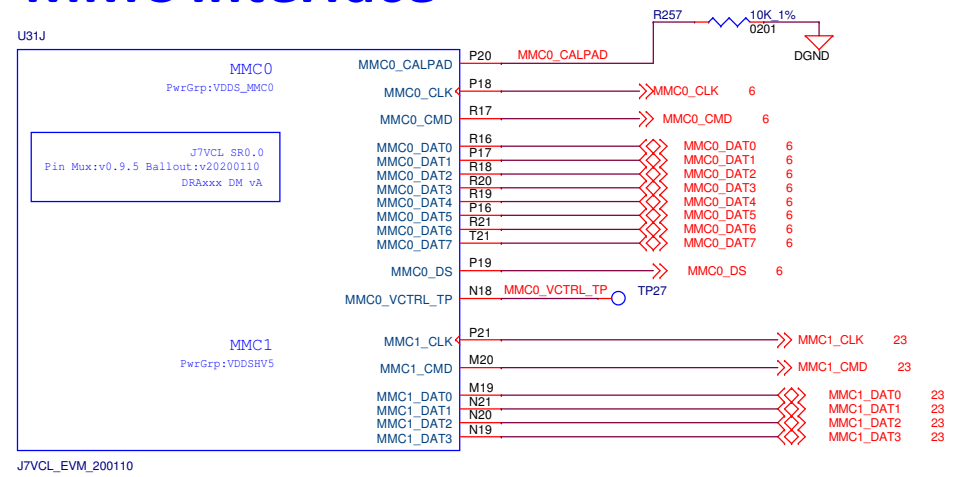 MMC Interface
U31J
R257
10K_1%
0201
DGND
MMC0
PwrGrp:VDDS_MMC0
J7VCL SR0.0
Pin Mux:v0.9.5 Ballout:v20200110
DRAxxx DM vA
MMC0_CALPAD P20 MMC0_CALPAD
MMC0_CLK P18 MMC0_CLK 6
MMC0_CMD R17 MMC0_CMD 6
MMC0_DAT0 R16 MMC0_DAT0 6
MMC0_DAT1 P17 MMC0_DAT1 6
MMC0_DAT2 R18 MMC0_DAT2 6
MMC0_DAT3 R20 MMC0_DAT3 6
MMC0_DAT4 R19 MMC0_DAT4 6
MMC0_DAT5 P16 MMC0_DAT5 6
MMC0_DAT6 R21 MMC0_DAT6 6
MMC0_DAT7 T21 MMC0_DAT7 6
MMC0_DS P19 MMC0_DS 6
MMC0_VCTRL_TP N18 MMC0_VCTRL_TP TP27
MMC1
PwrGrp:VDDSHV5
MMC1_CLK P21 MMC1_CLK 23
MMC1_CMD M20 MMC1_CMD 23
MMC1_DAT0 M19 MMC1_DAT0 23
MMC1_DAT1 N21 MMC1_DAT1 23
MMC1_DAT2 N20 MMC1_DAT2 23
MMC1_DAT3 N19 MMC1_DAT3 23
J7VCL_EVM_200110